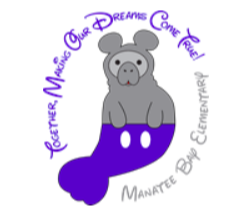 Together, Making Our Dreams Come True!
Manatee Bay Elementary